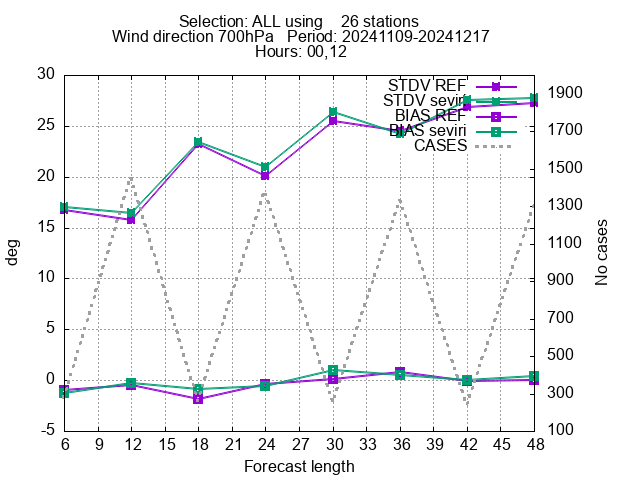 Selection: ALL using    26 stations
Wind direction 700hPa   Period: 20241109-20241217
Hours: 00,12
STDV REF
STDV seviri
BIAS REF
BIAS seviri
CASES
30
25
20
15
10
5
0
-5
deg
1900
1700
1500
1300
1100
900
700
500
300
100
No cases
6 9 12 15 18 21 24 27 30 33 36 39 42 45 48
Forecast length